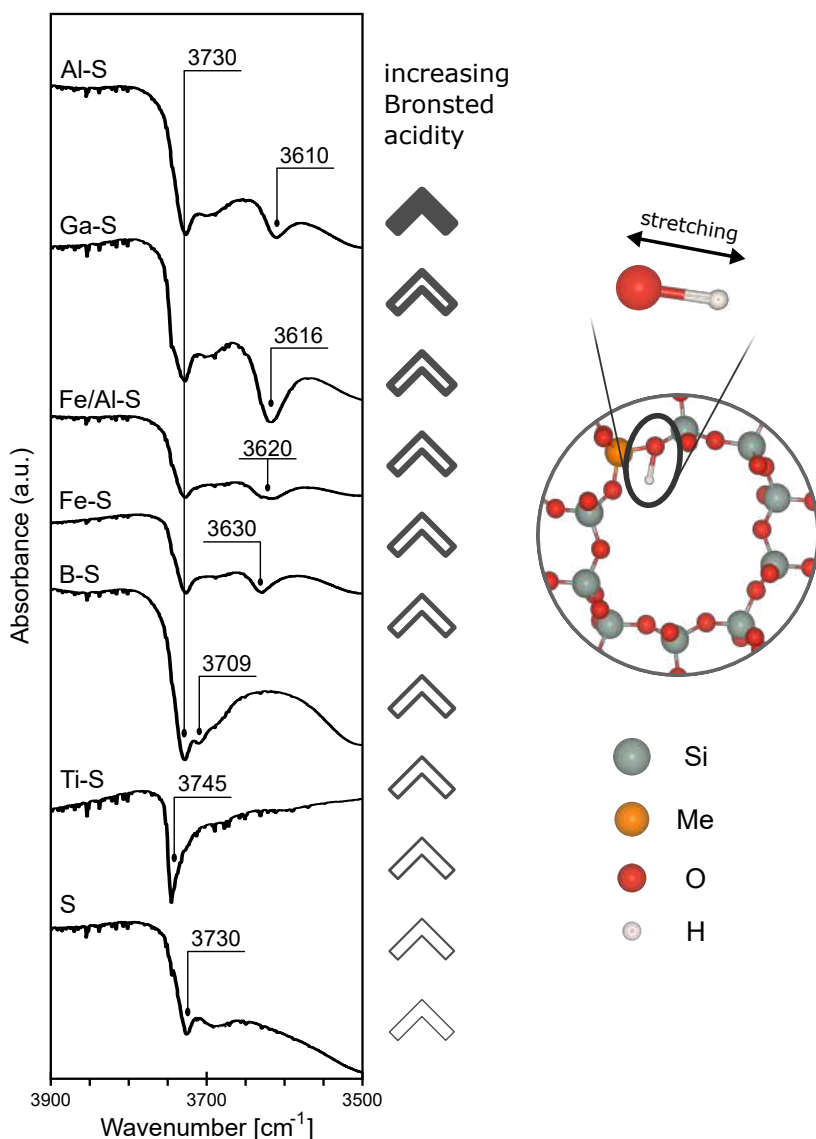 3730
Al-S
increasing
Bronsted
acidity
3610
stretching
Ga-S
3616
Fe/Al-S
3620
Fe-S
3630
B-S
3709
Ti-S
3745
S
3730
Absorbance (a.u.)
3900
3700
3500
Wavenumber [cm⁻¹]
Si
Me
O
H